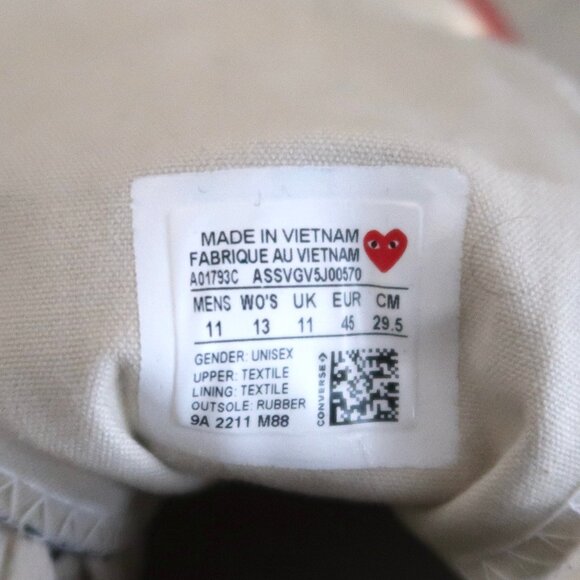 MADE IN VIETNAM
FABRIQUE AU VIETNAM
A01793C ASSVGV5J00570
MENS WO'S UK EUR CM
11 13 11 45 29.5
GENDER: UNISEX
UPPER: TEXTILE
LINING: TEXTILE
OUTSOLE: RUBBER
9A 2211 M88
CONVERSE